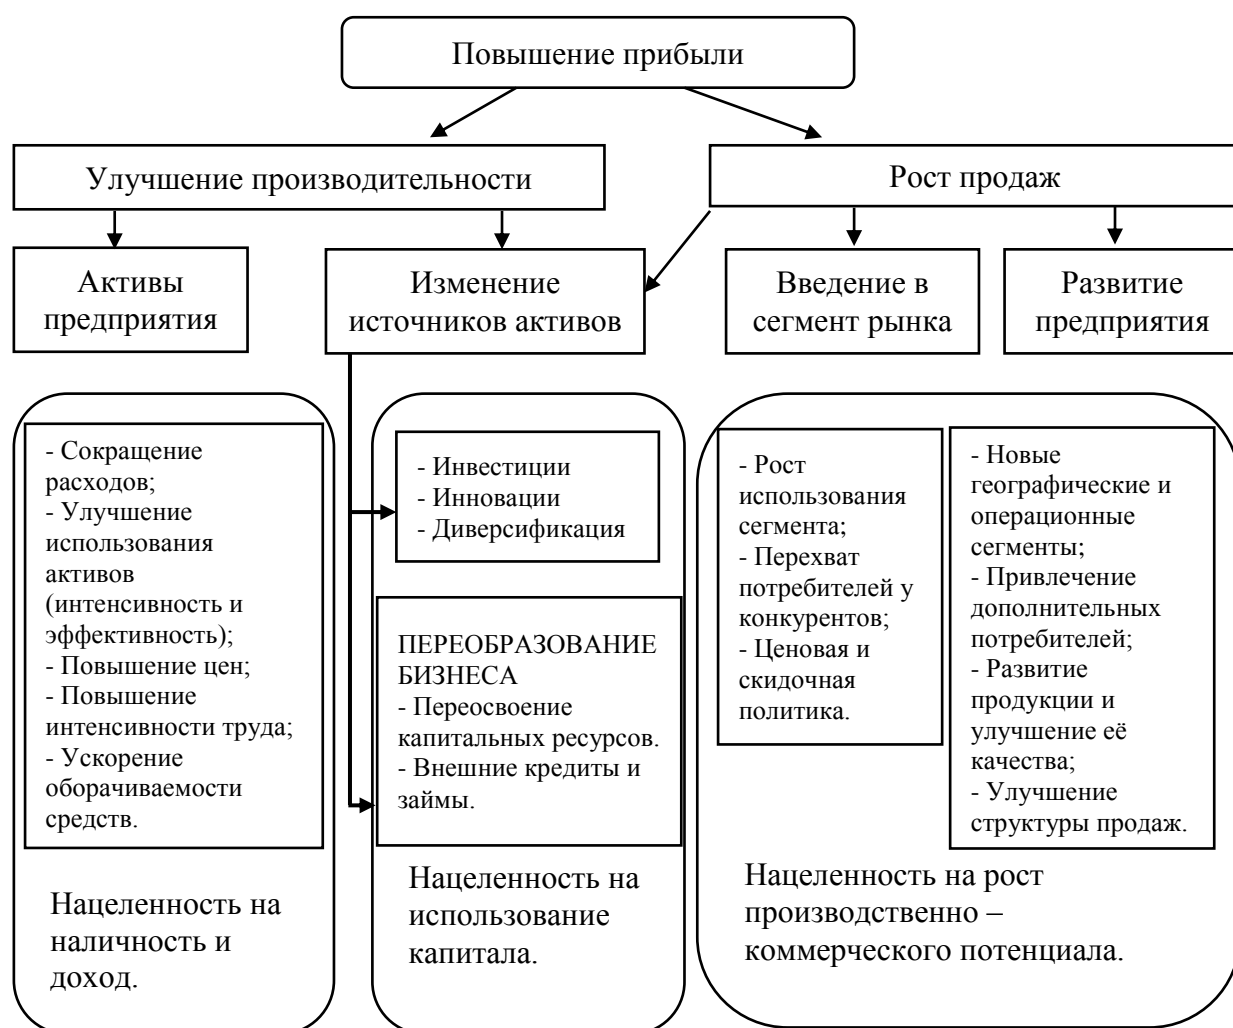 Повышение прибыли
Улучшение производительности
Рост продаж
Активы
предприятия
Изменение
источников активов
Введение в
сегмент рынка
Развитие
предприятия
- Сокращение
расходов;
- Улучшение
использования
активов
(интенсивность и
эффективность);
- Повышение цен;
- Повышение
интенсивности труда;
- Ускорение
оборачиваемости
средств.
Нацеленность на
наличность и
доход.
- Инвестиции
- Инновации
- Диверсификация
ПЕРЕОБРАЗОВАНИЕ
БИЗНЕСА
- Переосвоение
капитальных ресурсов.
- Внешние кредиты и
займы.
Нацеленность на
использование
капитала.
- Рост
использования
сегмента;
- Перехват
потребителей у
конкурентов;
- Ценовая и
скидочная
политика.
- Новые
географические и
операционные
сегменты;
- Привлечение
дополнительных
потребителей;
- Развитие
продукции и
улучшение её
качества;
- Улучшение
структуры продаж.
Нацеленность на рост
производственно –
коммерческого потенциала.